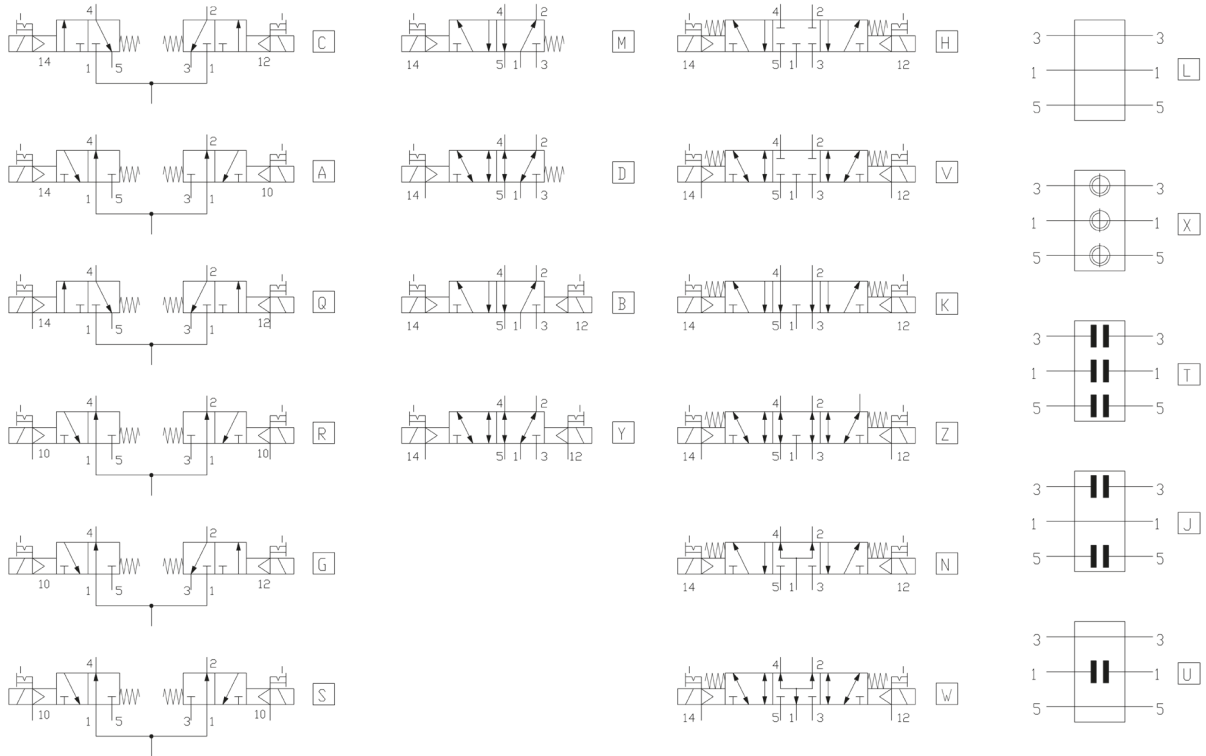 4 2 C
14 1 5 3 1 12
4 2 A
14 1 5 3 1 10
4 2 Q
14 1 5 3 1 12
4 2 R
10 1 5 3 1 10
4 2 G
10 1 5 3 1 12
4 2 S
10 1 5 3 1 10
4 2 M
14 5 1 3
4 2 D
14 5 1 3
4 2 B
14 5 1 3 12
4 2 Y
14 5 1 3 12
4 2 H
14 5 1 3 12
4 2 V
14 5 1 3 12
4 2 K
14 5 1 3 12
4 2 Z
14 5 1 3 12
4 2 N
14 5 1 3 12
4 2 W
14 5 1 3 12
3 3
1 1 L
5 5
3 3
1 1 X
5 5
3 3
1 1 T
5 5
3 3
1 1 J
5 5
3 3
1 1 U
5 5